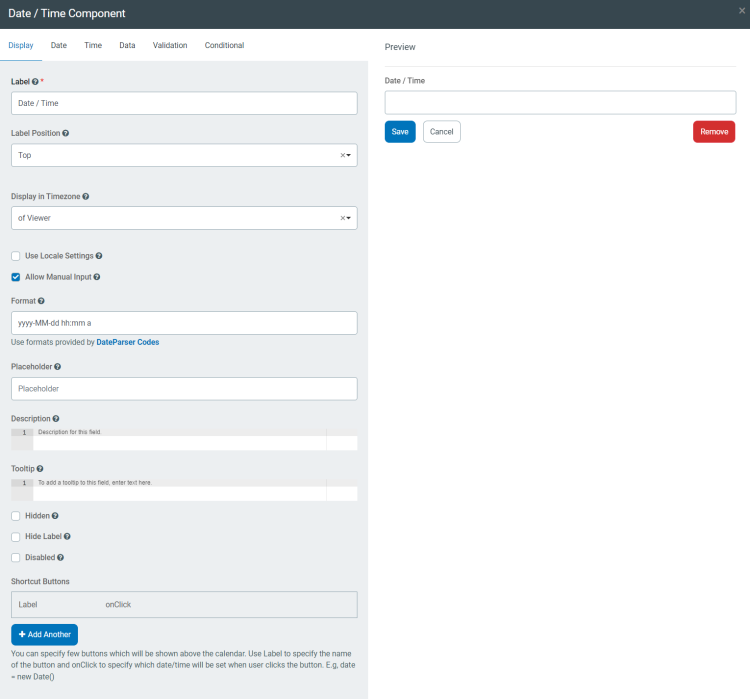 Date / Time Component
×
Display Date Time Data Validation Conditional
Label *
Date / Time
Label Position
Top
×
Display in Timezone
of Viewer
×
Use Locale Settings
Allow Manual Input
Format
yyyy-MM-dd hh:mm a
Use formats provided by DateParser Codes
Placeholder
Placeholder
Description
1 Description for this field
Tooltip
1 To add a tooltip to this field, enter text here.
Hidden
Hide Label
Disabled
Shortcut Buttons
Label onClick
+ Add Another
You can specify few buttons which will be shown above the calendar. Use Label to specify the name
of the button and onClick to specify which date/time will be set when user clicks the button. E.g, date
= new Date()
Preview
Date / Time
Save Cancel Remove